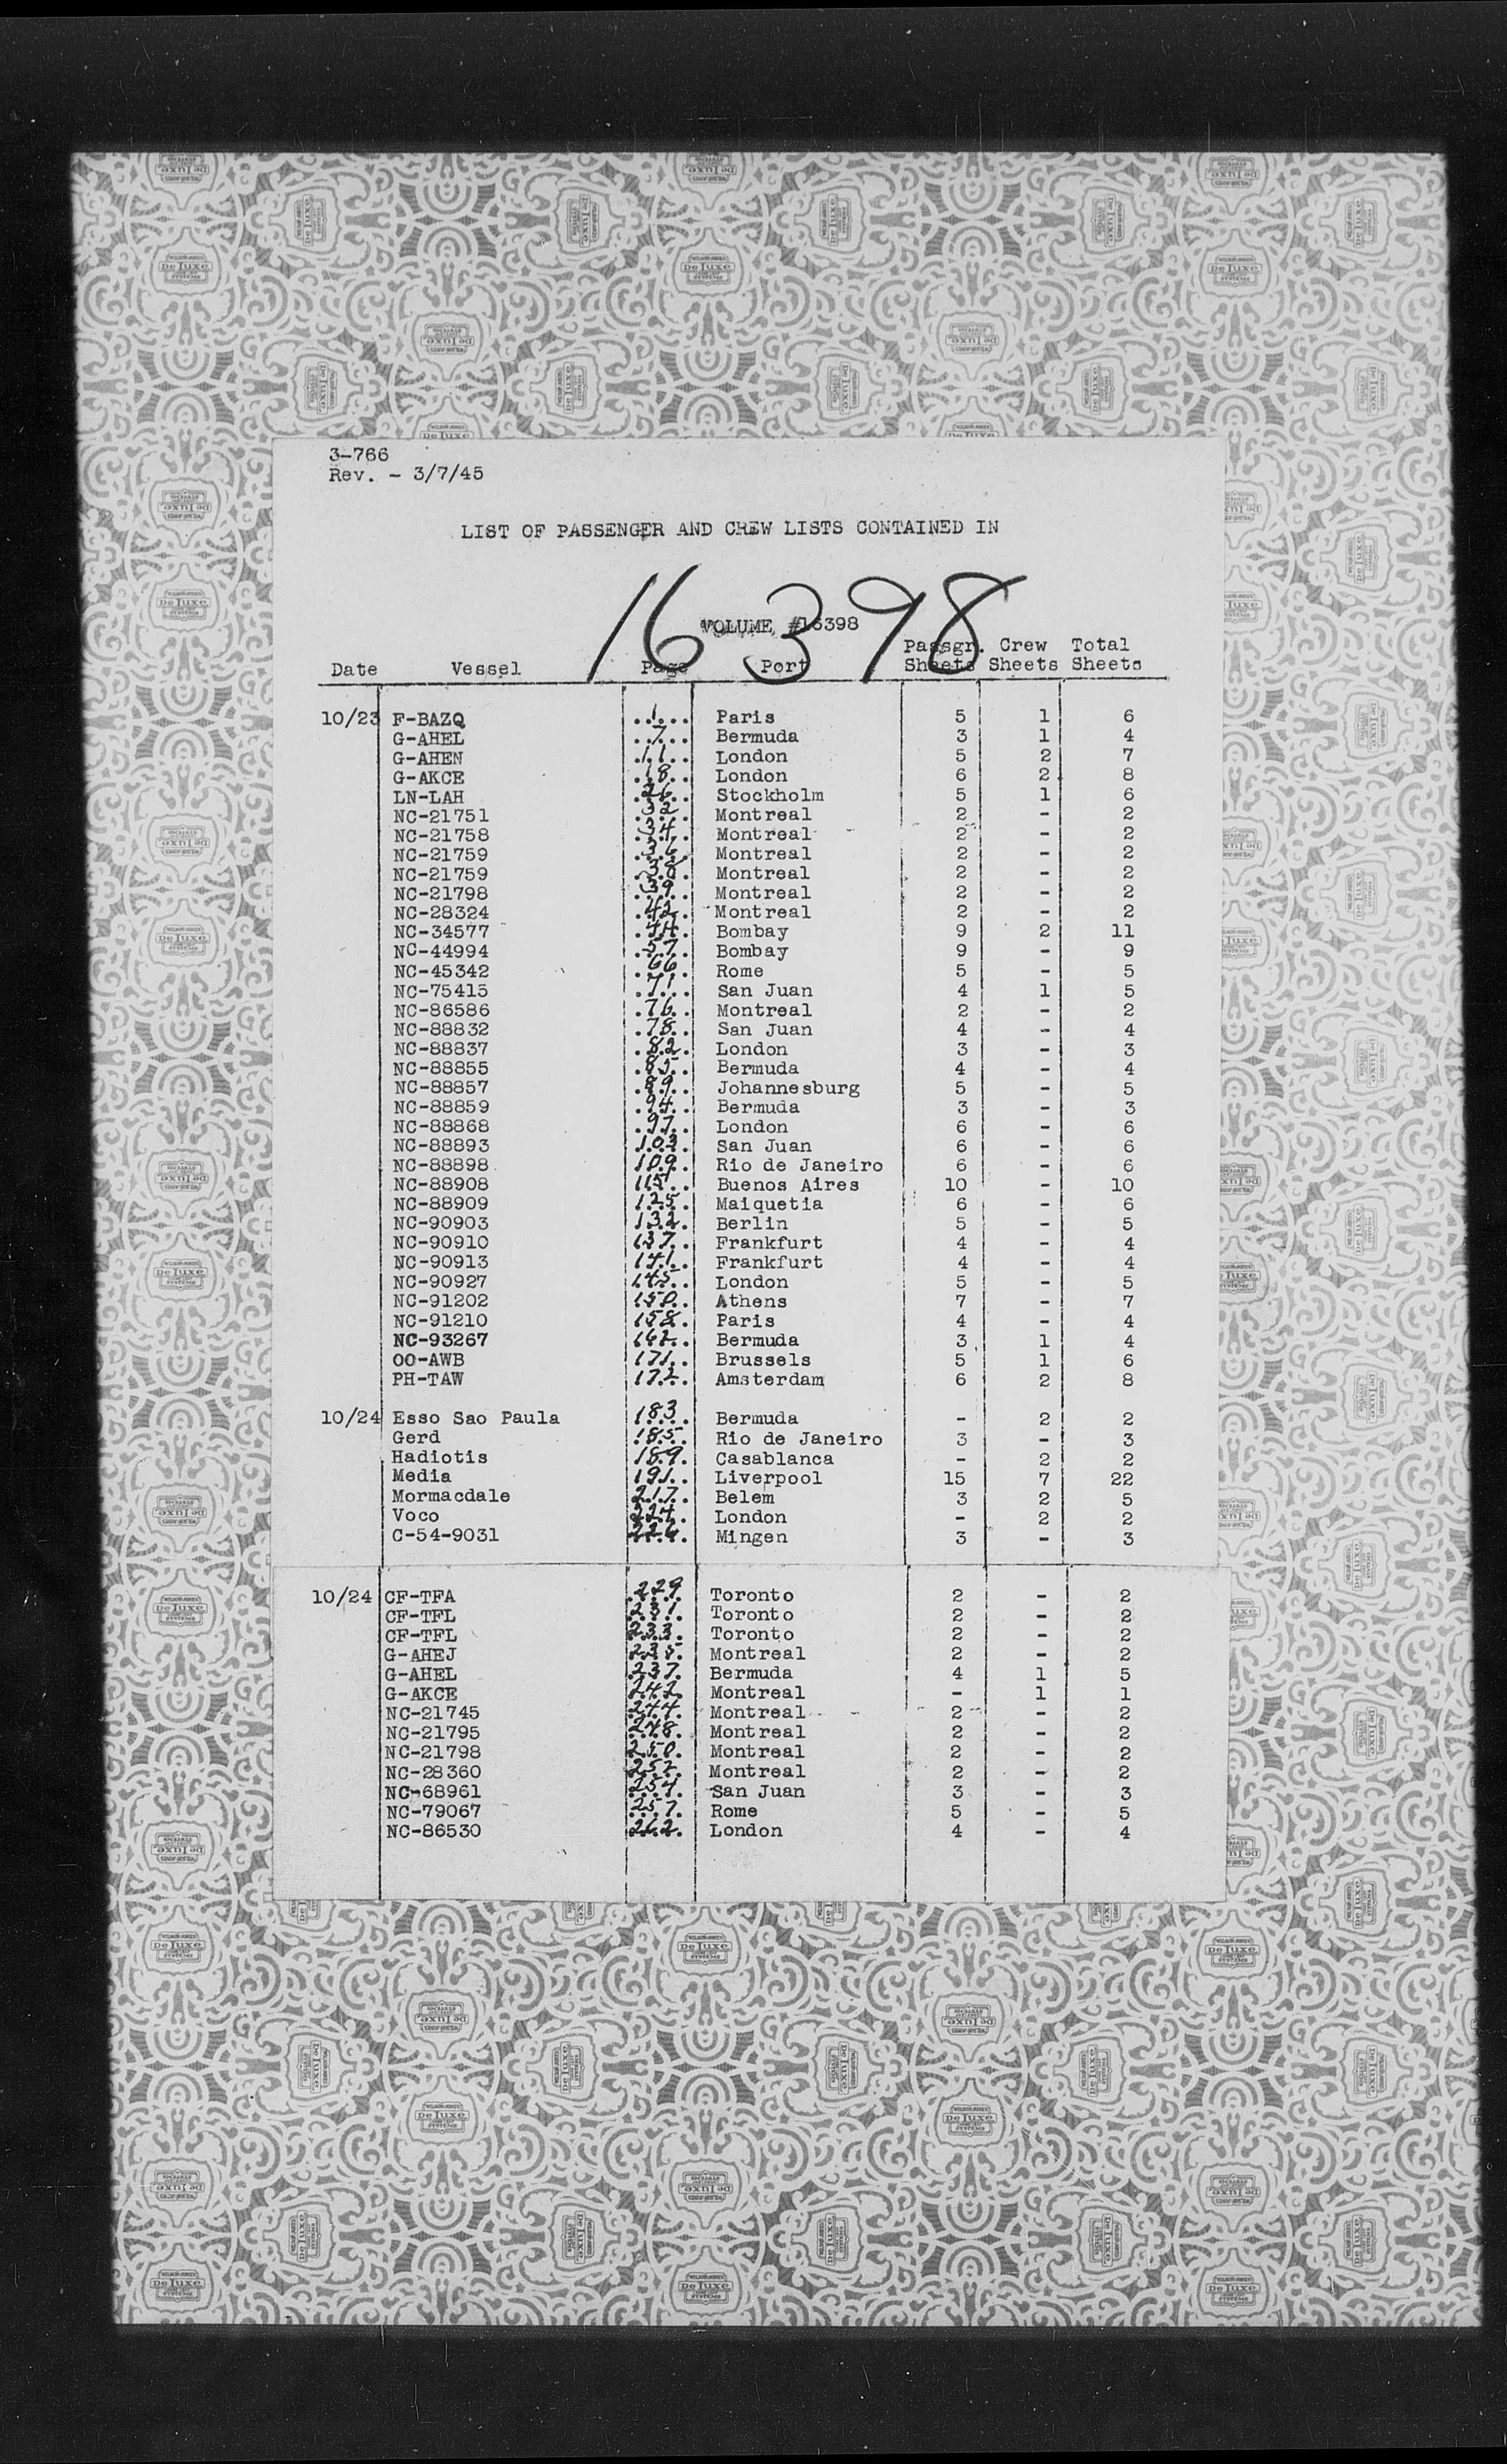 3-766
Rev. - 3/7/45
LIST OF PASSENGER AND CREW LISTS CONTAINED IN
16398
VOLUME #16398
Date Vessel Page Port Passgr. Sheets Crew Sheets Total Sheets
10/23 F-BAZQ 1 Paris 5 1 6
G-AHEL 7 Bermuda 3 1 4
G-AHEN 11 London 5 2 7
G-AKCE 18 London 6 2 8
LN-LAH 26 Stockholm 5 1 6
NC-21751 32 Montreal 2 - 2
NC-21758 34 Montreal 2 - 2
NC-21759 36 Montreal 2 - 2
NC-21759 38 Montreal 2 - 2
NC-21798 39 Montreal 2 - 2
NC-28324 42 Montreal 2 - 2
NC-34577 44 Bombay 9 2 11
NC-44994 57 Bombay 9 - 9
NC-45342 66 Rome 5 - 5
NC-75415 71 San Juan 4 1 5
NC-86586 76 Montreal 2 - 2
NC-88832 78 San Juan 4 - 4
NC-88837 82 London 3 - 3
NC-88855 85 Bermuda 4 - 4
NC-88857 89 Johannesburg 5 - 5
NC-88859 94 Bermuda 3 - 3
NC-88868 97 London 6 - 6
NC-88893 103 San Juan 6 - 6
NC-88898 109 Rio de Janeiro 6 - 6
NC-88908 115 Buenos Aires 10 - 10
NC-88909 125 Maiquetia 6 - 6
NC-90903 132 Berlin 5 - 5
NC-90910 137 Frankfurt 4 - 4
NC-90913 141 Frankfurt 4 - 4
NC-90927 145 London 5 - 5
NC-91202 150 Athens 7 - 7
NC-91210 158 Paris 4 - 4
NC-93267 162 Bermuda 3 1 4
OO-AWB 171 Brussels 5 1 6
PH-TAW 172 Amsterdam 6 2 8
10/24 Esso Sao Paula 183 Bermuda - 2 2
Gerd 185 Rio de Janeiro 3 - 3
Hadiotis 189 Casablanca - 2 2
Media 191 Liverpool 15 7 22
Mormacdale 217 Belem 3 2 5
Voco 224 London - 2 2
C-54-9031 226 Mingen 3 - 3
10/24 CF-TFA 229 Toronto 2 - 2
CF-TFL 231 Toronto 2 - 2
CF-TFL 233 Toronto 2 - 2
G-AHEJ 235 Montreal 2 - 2
G-AHEL 237 Bermuda 4 1 5
G-AKCE 242 Montreal - 1 1
NC-21745 244 Montreal 2 - 2
NC-21795 248 Montreal 2 - 2
NC-21798 250 Montreal 2 - 2
NC-28360 252 Montreal 2 - 2
NC-68961 254 San Juan 3 - 3
NC-79067 257 Rome 5 - 5
NC-86530 262 London 4 - 4